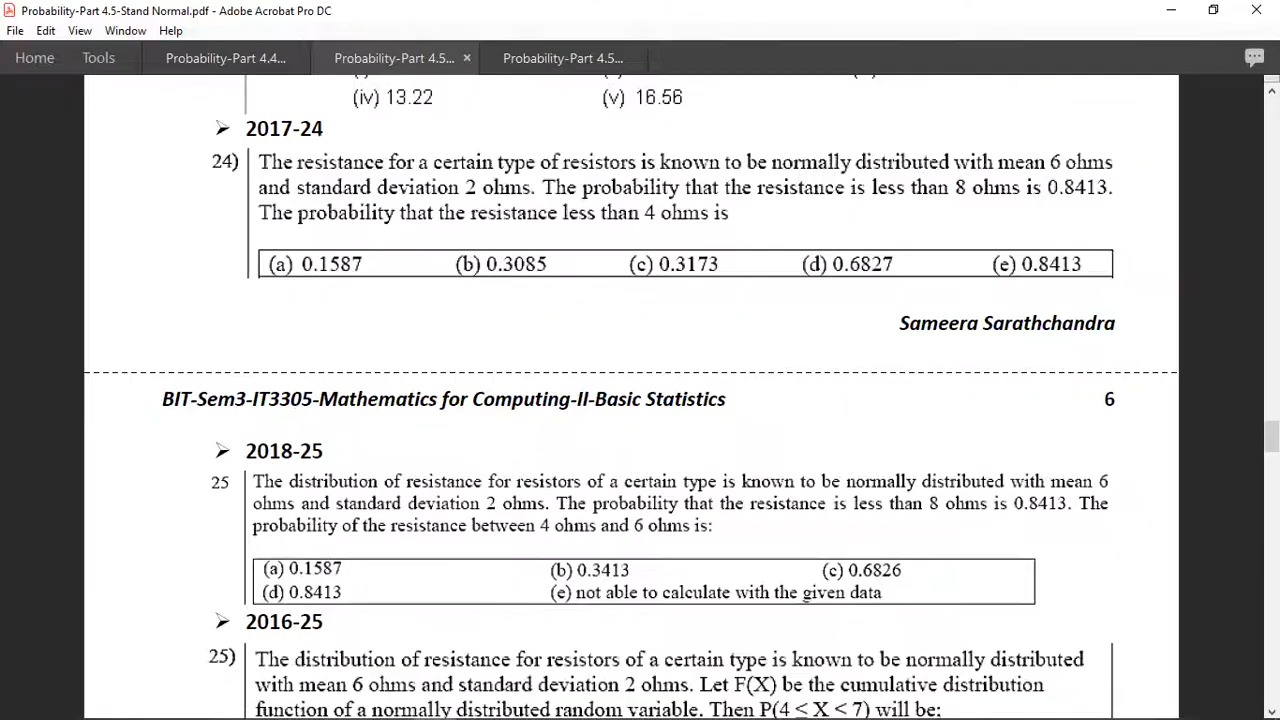 Probability-Part 4.5-Stand Normal.pdf - Adobe Acrobat Pro DC
File Edit View Window Help
Home Tools Probability-Part 4.4... Probability-Part 4.5... × Probability-Part 4.5...
(iv) 13.22 (v) 16.56
➢ 2017-24
24) The resistance for a certain type of resistors is known to be normally distributed with mean 6 ohms
and standard deviation 2 ohms. The probability that the resistance is less than 8 ohms is 0.8413.
The probability that the resistance less than 4 ohms is
(a) 0.1587 (b) 0.3085 (c) 0.3173 (d) 0.6827 (e) 0.8413
Sameera Sarathchandra
BIT-Sem3-IT3305-Mathematics for Computing-II-Basic Statistics 6
➢ 2018-25
25 The distribution of resistance for resistors of a certain type is known to be normally distributed with mean 6
ohms and standard deviation 2 ohms. The probability that the resistance is less than 8 ohms is 0.8413. The
probability of the resistance between 4 ohms and 6 ohms is:
(a) 0.1587 (b) 0.3413 (c) 0.6826
(d) 0.8413 (e) not able to calculate with the given data
➢ 2016-25
25) The distribution of resistance for resistors of a certain type is known to be normally distributed
with mean 6 ohms and standard deviation 2 ohms. Let F(X) be the cumulative distribution
function of a normally distributed random variable. Then P(4 ≤ X < 7) will be: